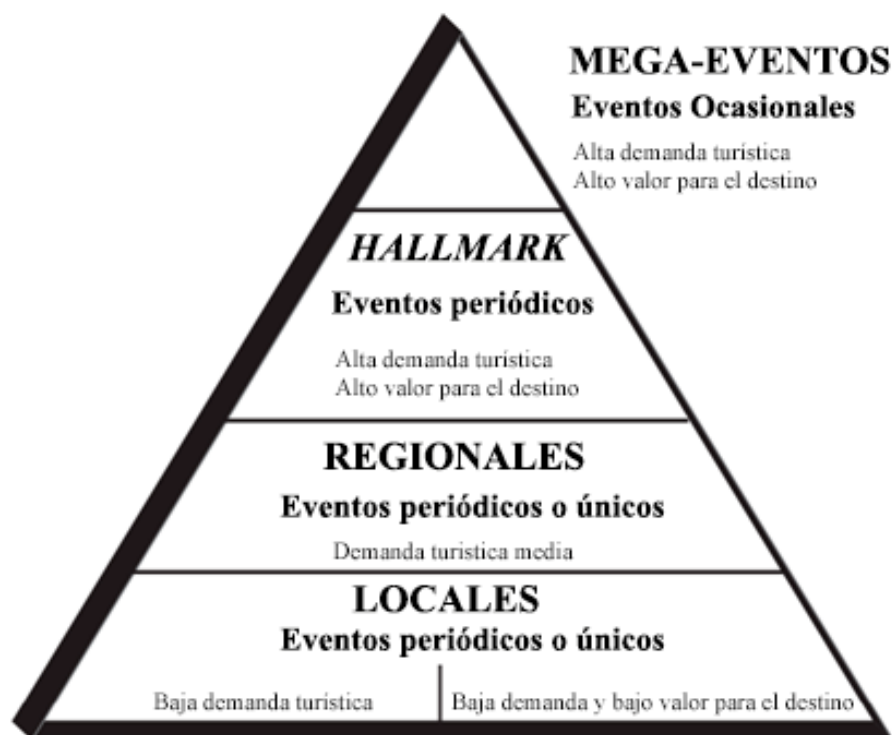 MEGA-EVENTOS
Eventos Ocasionales
Alta demanda turística
Alto valor para el destino
HALLMARK
Eventos periódicos
Alta demanda turística
Alto valor para el destino
REGIONALES
Eventos periódicos o únicos
Demanda turistica media
LOCALES
Eventos periódicos o únicos
Baja demanda turística
Baja demanda y bajo valor para el destino